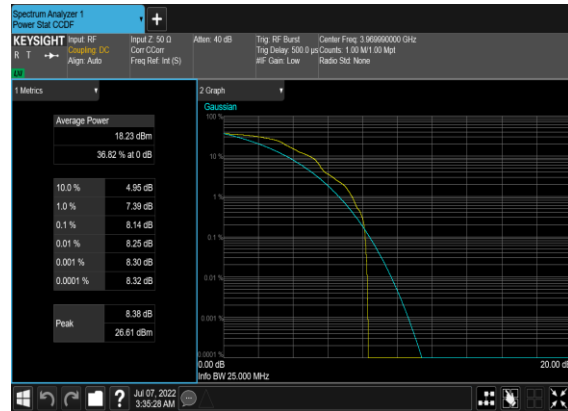 Spectrum Analyzer 1
Power Stat CCDF
KEYSIGHT
R T
LXI
Input: RF
Coupling: DC
Align: Auto
Input Z: 50 Ω
Corr CCorr
Freq Ref: Int (S)
Atten: 40 dB
Trig: RF Burst
Trig Delay: 500.0 µs
#IF Gain: Low
Center Freq: 3.969990000 GHz
Counts: 1.00 M/1.00 Mpt
Radio Std: None
1 Metrics
Average Power
18.23 dBm
36.82 % at 0 dB
10.0 % 4.95 dB
1.0 % 7.39 dB
0.1 % 8.14 dB
0.01 % 8.25 dB
0.001 % 8.30 dB
0.0001 % 8.32 dB
Peak 8.38 dB
26.61 dBm
2 Graph
Gaussian
100 %
10 %
1 %
0.1 %
0.01 %
0.001 %
0.0001 %
0.00 dB
20.00 dB
Info BW 25.000 MHz
?
Jul 07, 2022
3:35:28 AM